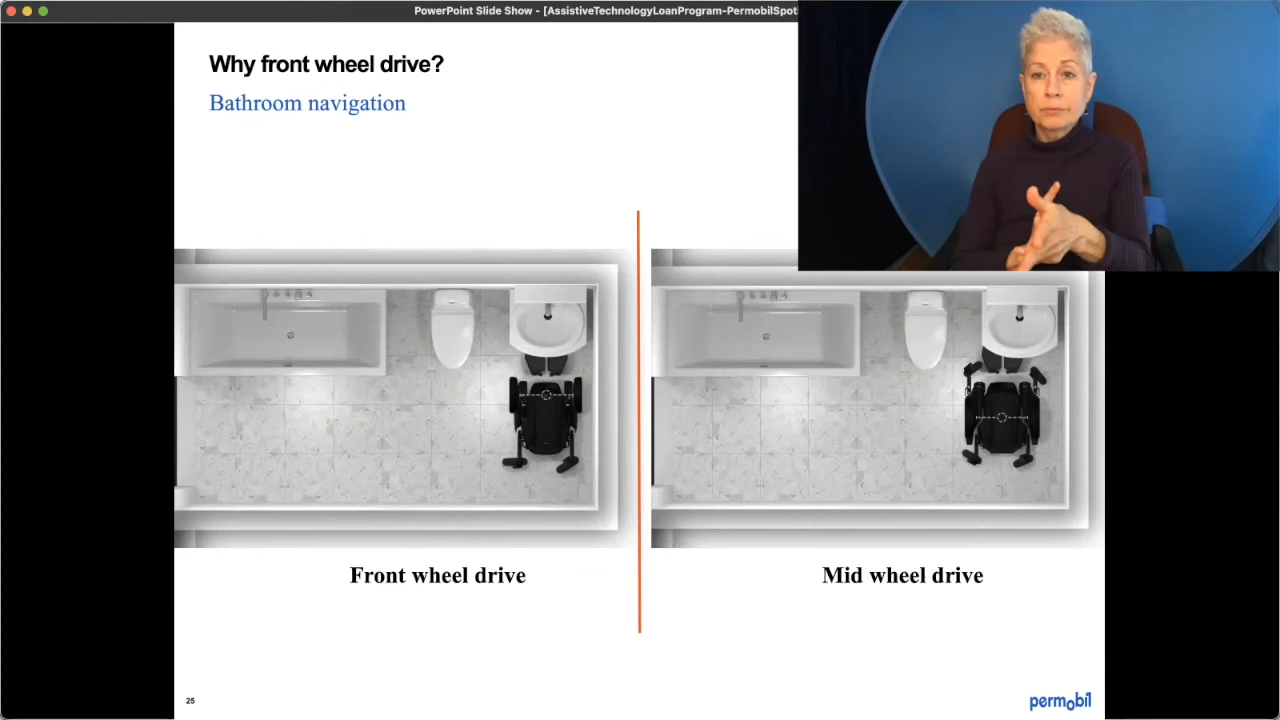 PowerPoint Slide Show - [AssistiveTechnologyLoanProgram-PermobilSpot
Why front wheel drive?
Bathroom navigation
Front wheel drive
Mid wheel drive
25
permobil